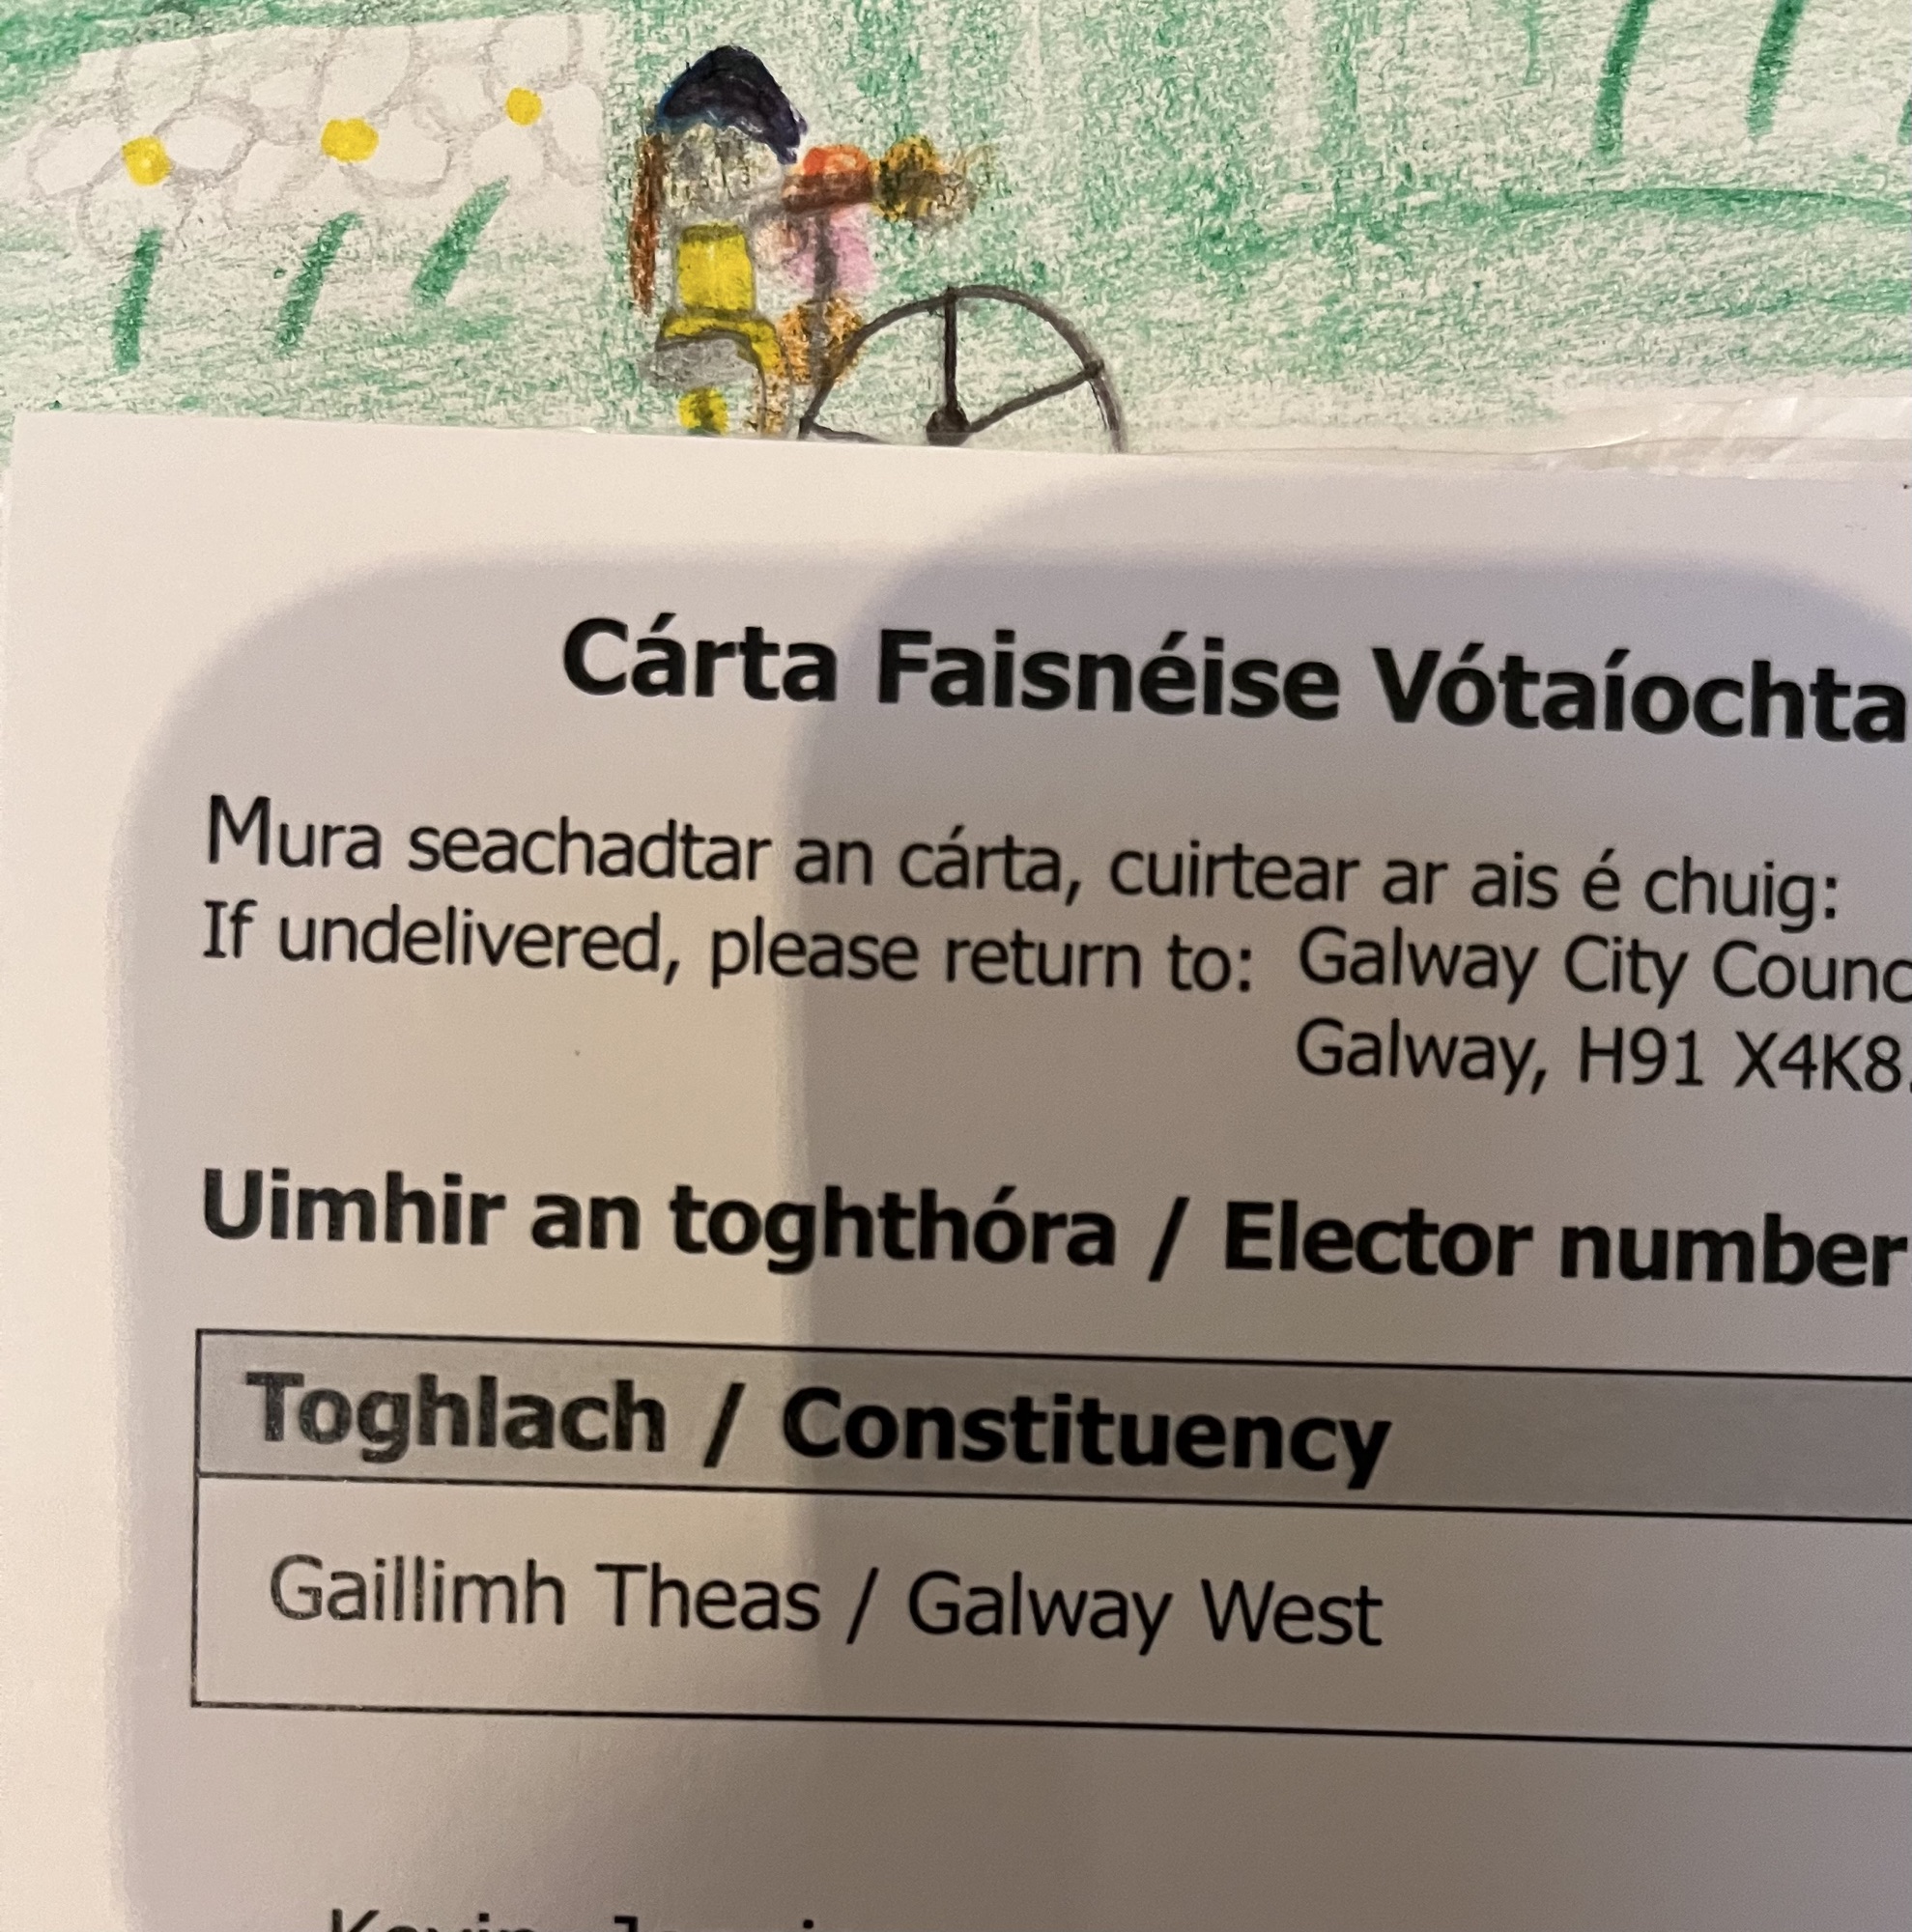 Cárta Faisnéise Vótaíochta
Mura seachadtar an cárta, cuirtear ar ais é chuig:
If undelivered, please return to: Galway City Counc
Galway, H91 X4K8.
Uimhir an toghthóra / Elector number
Toghlach / Constituency
Gaillimh Theas / Galway West